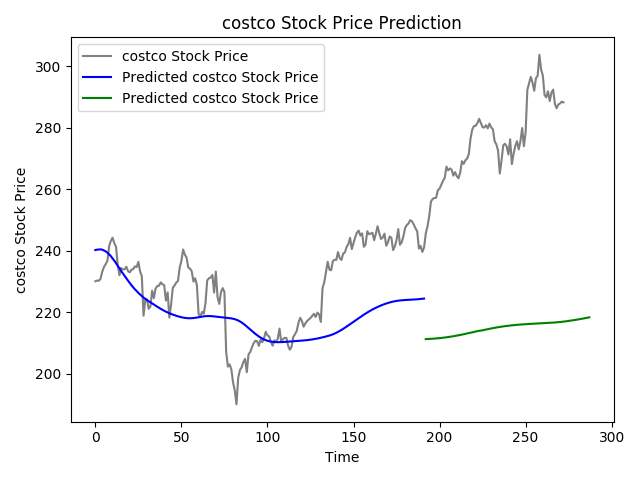 costco Stock Price Prediction
costco Stock Price
Predicted costco Stock Price
Predicted costco Stock Price
300
280
260
240
220
200
costco Stock Price
0 50 100 150 200 250 300
Time